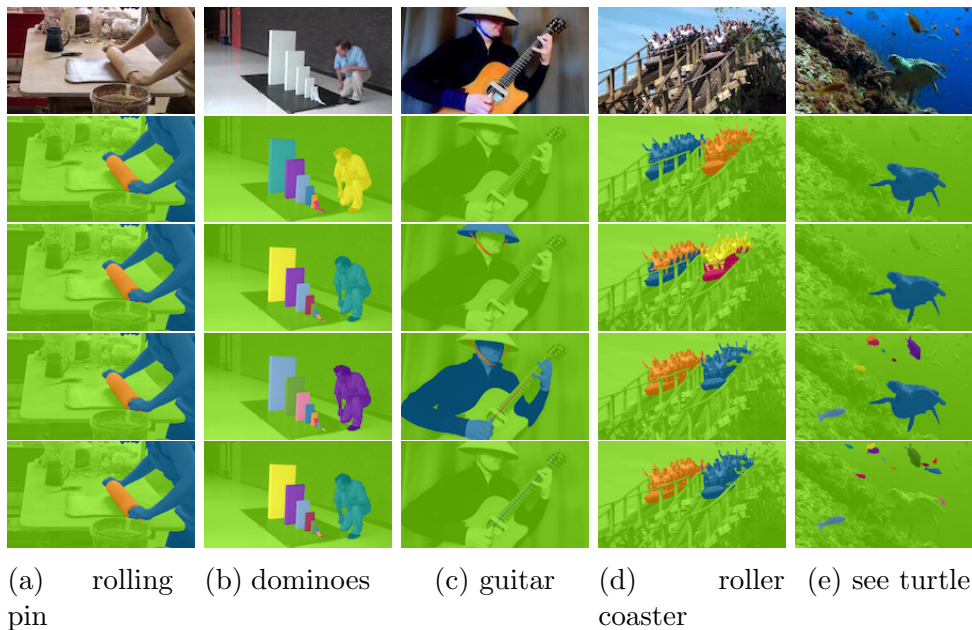 (a) rolling
pin
(b) dominoes
(c) guitar
(d) roller
coaster
(e) see turtle